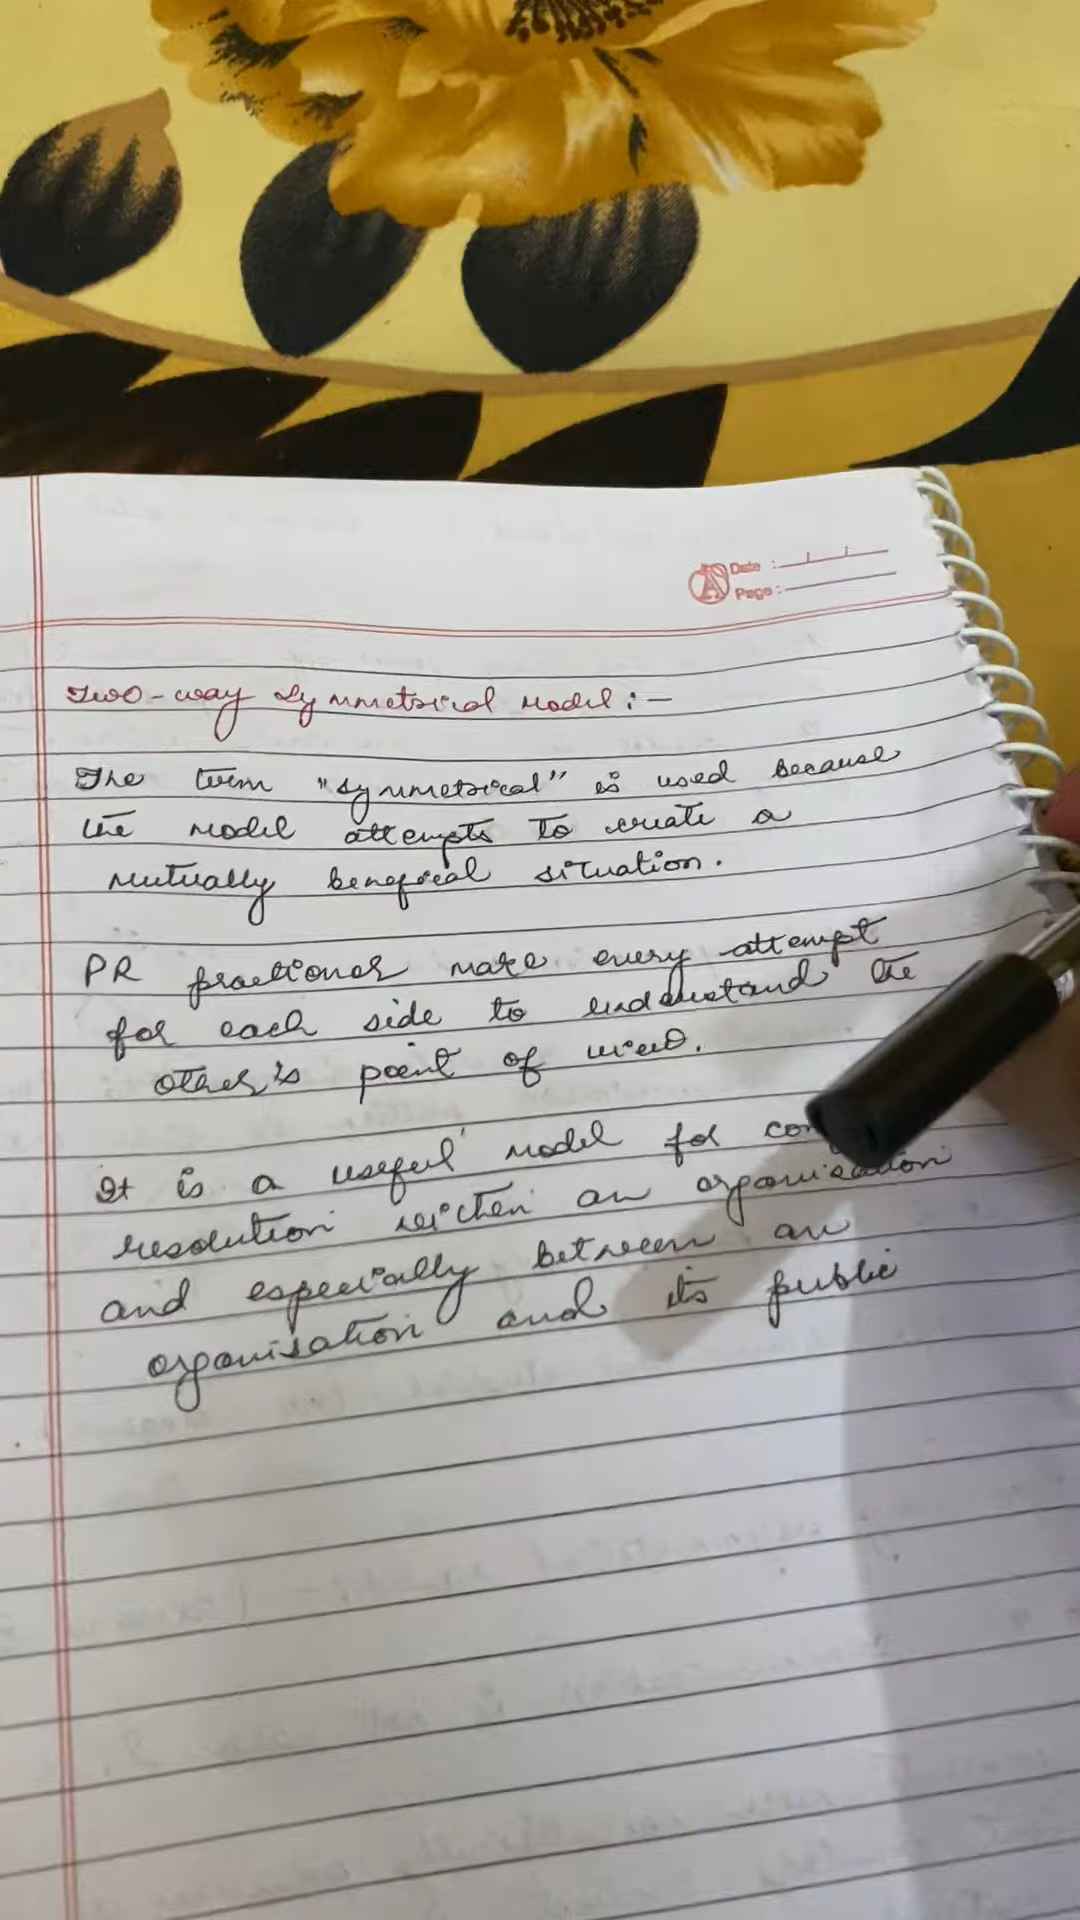 Date :
Page :
Two-way Symmetrical Model :-
The term "symmetrical" is used because
the model attempts to create a
mutually benefical situation.
PR practioner make every attempt
for each side to understand the
other's point of view.
It is a useful model for
resolution within an organisation
and especially between an
organisation and its public